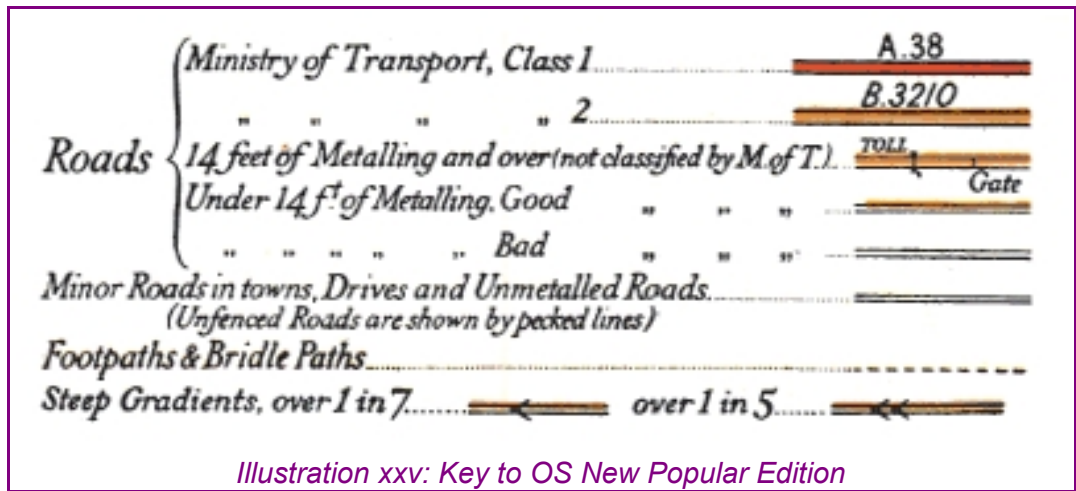 Ministry of Transport, Class 1 A.38
„ „ „ „ 2 B.3210
Roads 14 feet of Metalling and over (not classified by M. of T.) TOLL Gate
Under 14 ft. of Metalling. Good „ „ „
„ „ „ „ „ Bad „ „ „
Minor Roads in towns, Drives and Unmetalled Roads
(Unfenced Roads are shown by pecked lines)
Footpaths & Bridle Paths
Steep Gradients, over 1 in 7 over 1 in 5
Illustration xxv: Key to OS New Popular Edition